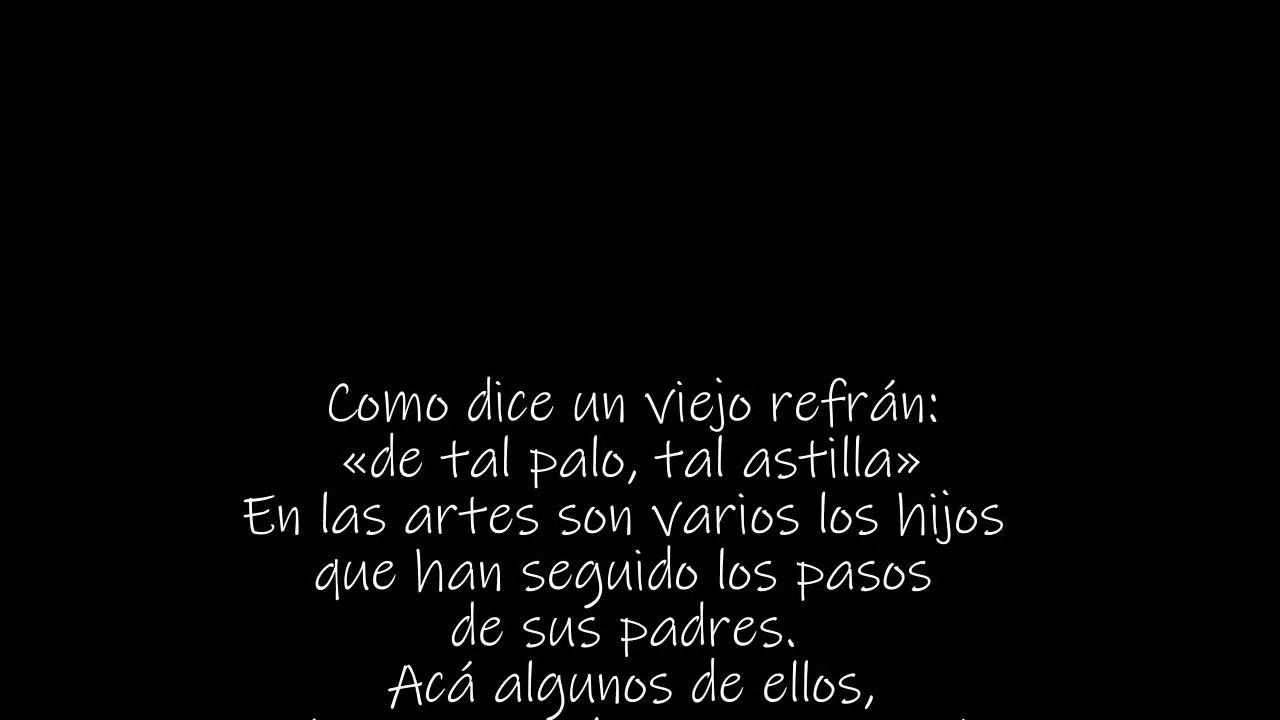 Como dice un viejo refrán:
«de tal palo, tal astilla»
En las artes son varios los hijos
que han seguido los pasos
de sus padres.
Acá algunos de ellos,